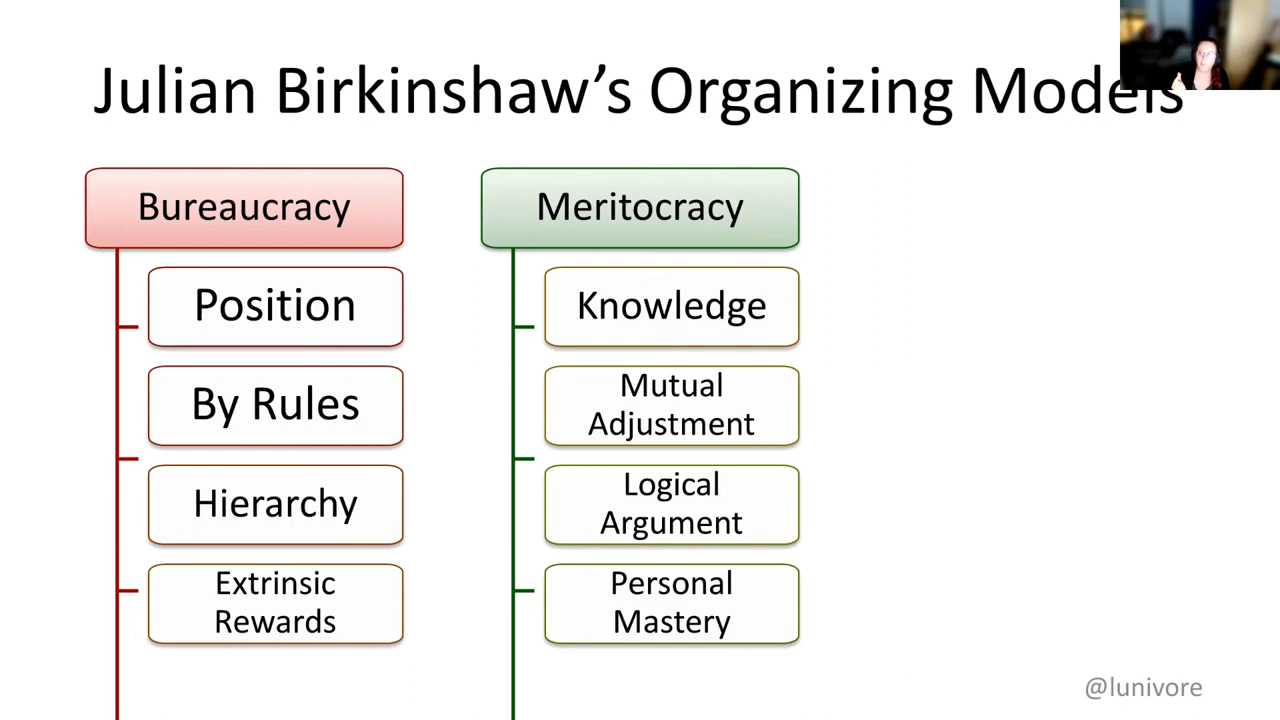 Julian Birkinshaw’s Organizing Models
Bureaucracy
Position
By Rules
Hierarchy
Extrinsic
Rewards
Meritocracy
Knowledge
Mutual
Adjustment
Logical
Argument
Personal
Mastery
@lunivore